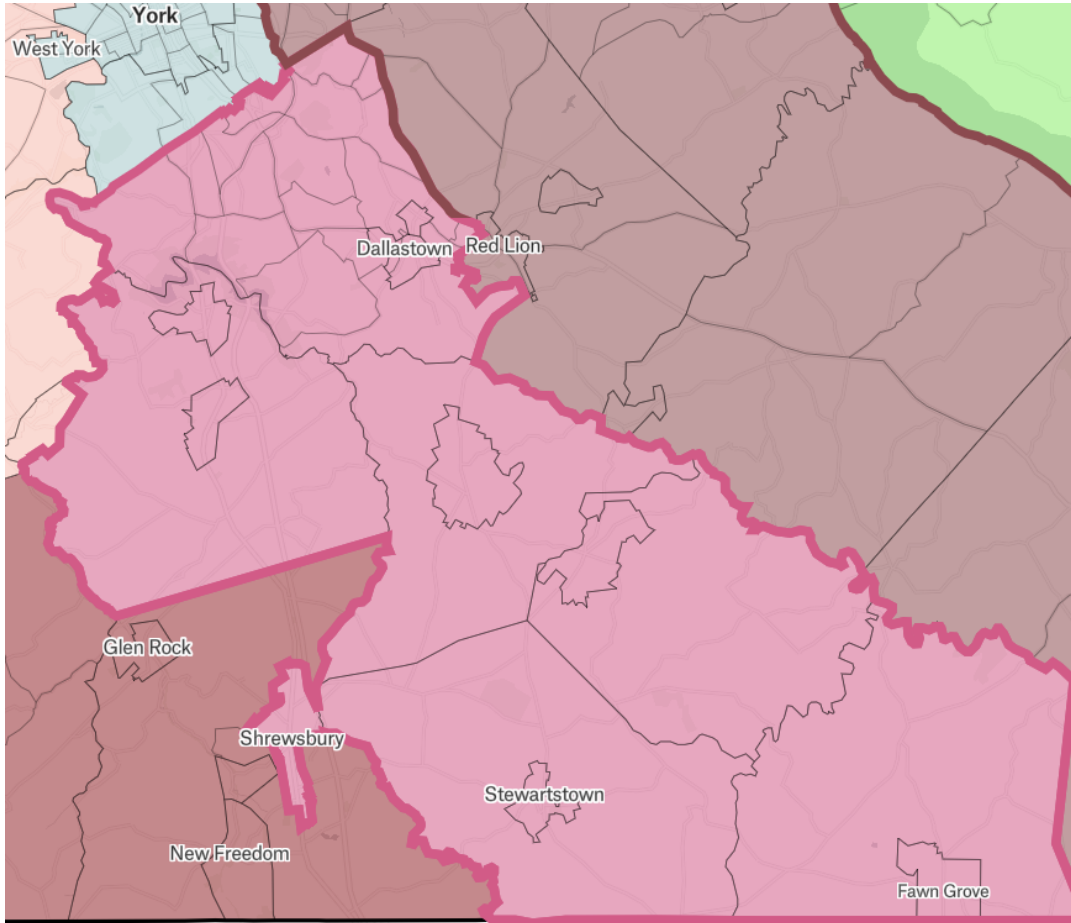 York
West York
Dallastown
Red Lion
Glen Rock
Shrewsbury
Stewartstown
New Freedom
Fawn Grove